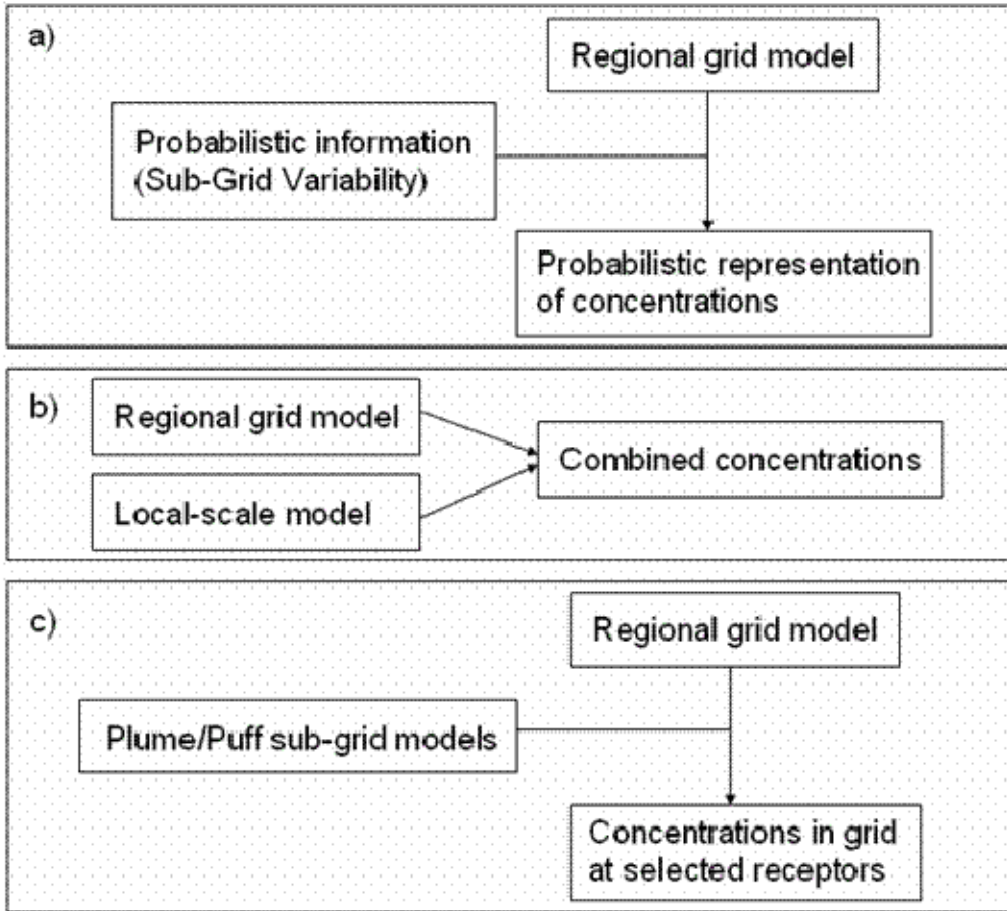 a)
Regional grid model
Probabilistic information
(Sub-Grid Variability)
Probabilistic representation
of concentrations
b)
Regional grid model
Combined concentrations
Local-scale model
c)
Regional grid model
Plume/Puff sub-grid models
Concentrations in grid
at selected receptors